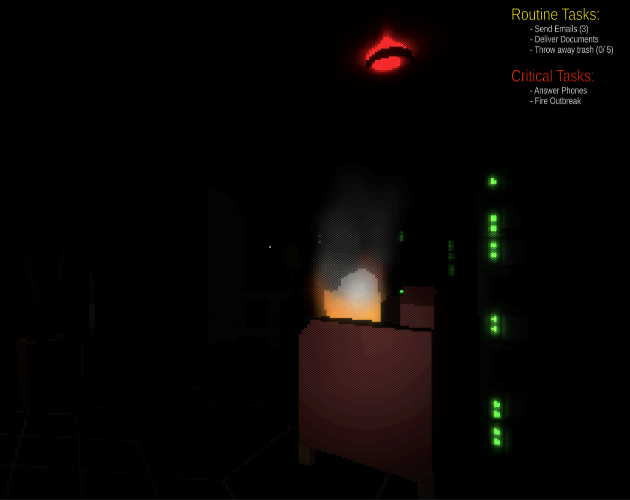 Routine Tasks:
- Send Emails (3)
- Deliver Documents
- Throw away trash (0/ 5)
Critical Tasks:
- Answer Phones
- Fire Outbreak